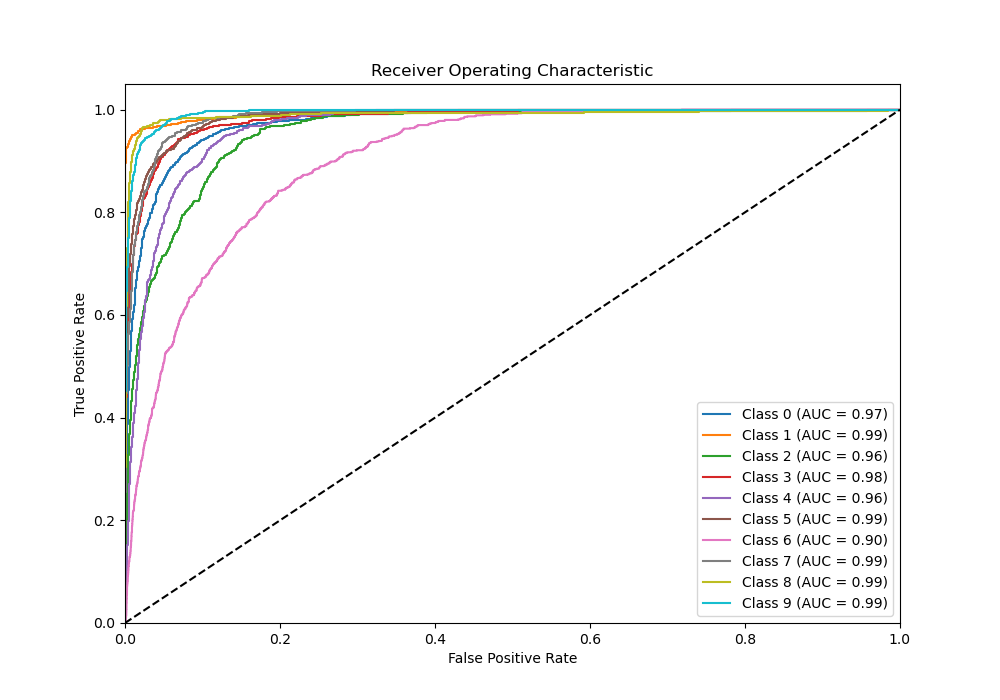 Receiver Operating Characteristic
True Positive Rate
1.0
0.8
0.6
0.4
0.2
0.0
0.0 0.2 0.4 0.6 0.8 1.0
False Positive Rate
Class 0 (AUC = 0.97)
Class 1 (AUC = 0.99)
Class 2 (AUC = 0.96)
Class 3 (AUC = 0.98)
Class 4 (AUC = 0.96)
Class 5 (AUC = 0.99)
Class 6 (AUC = 0.90)
Class 7 (AUC = 0.99)
Class 8 (AUC = 0.99)
Class 9 (AUC = 0.99)